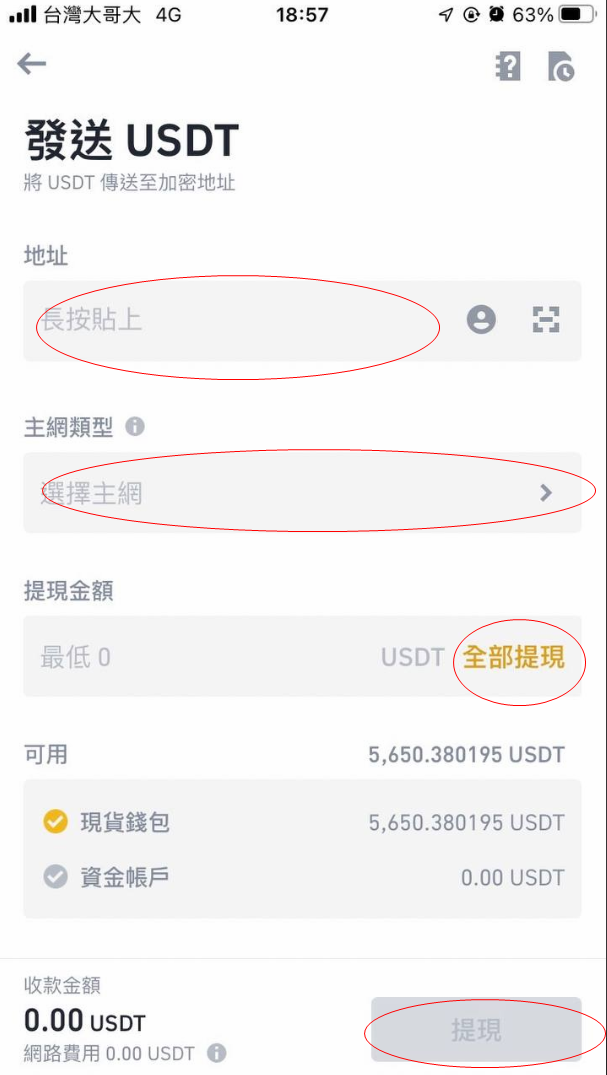 台灣大哥大 4G 18:57 63%
發送 USDT
將 USDT 傳送至加密地址
地址
長按貼上
主網類型
選擇主網
提現金額
最低 0 USDT 全部提現
可用 5,650.380195 USDT
現貨錢包 5,650.380195 USDT
資金帳戶 0.00 USDT
收款金額
0.00 USDT
網路費用 0.00 USDT
提現